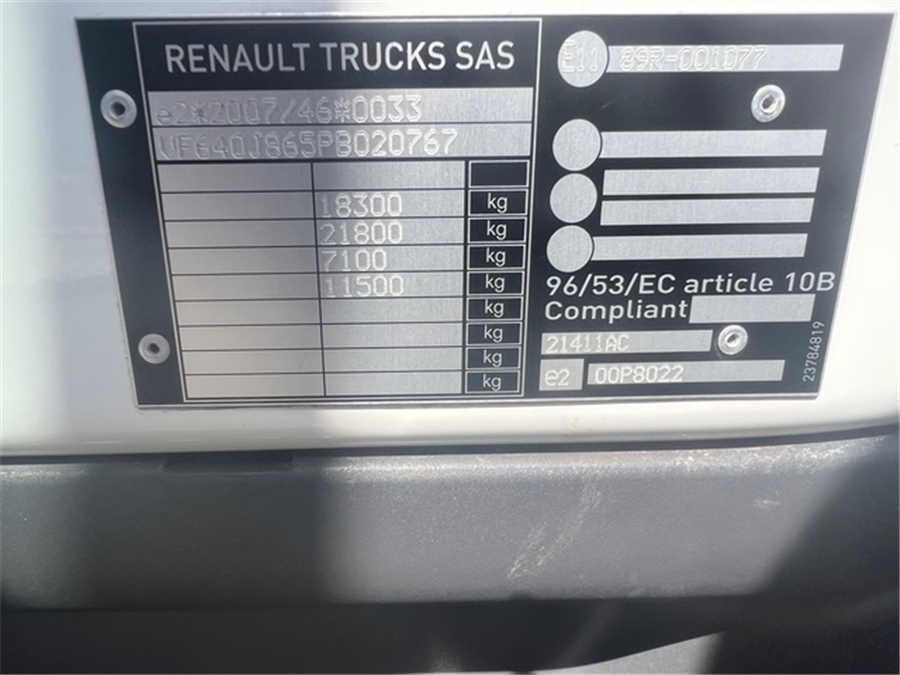 RENAULT TRUCKS SAS
e2*2007/46*0033
VF640J865PB020767
18300 kg
21800 kg
7100 kg
11500 kg
kg
kg
kg
kg
E11 89R-001077
96/53/EC article 10B
Compliant
21411AC
e2 00P8022
23784819